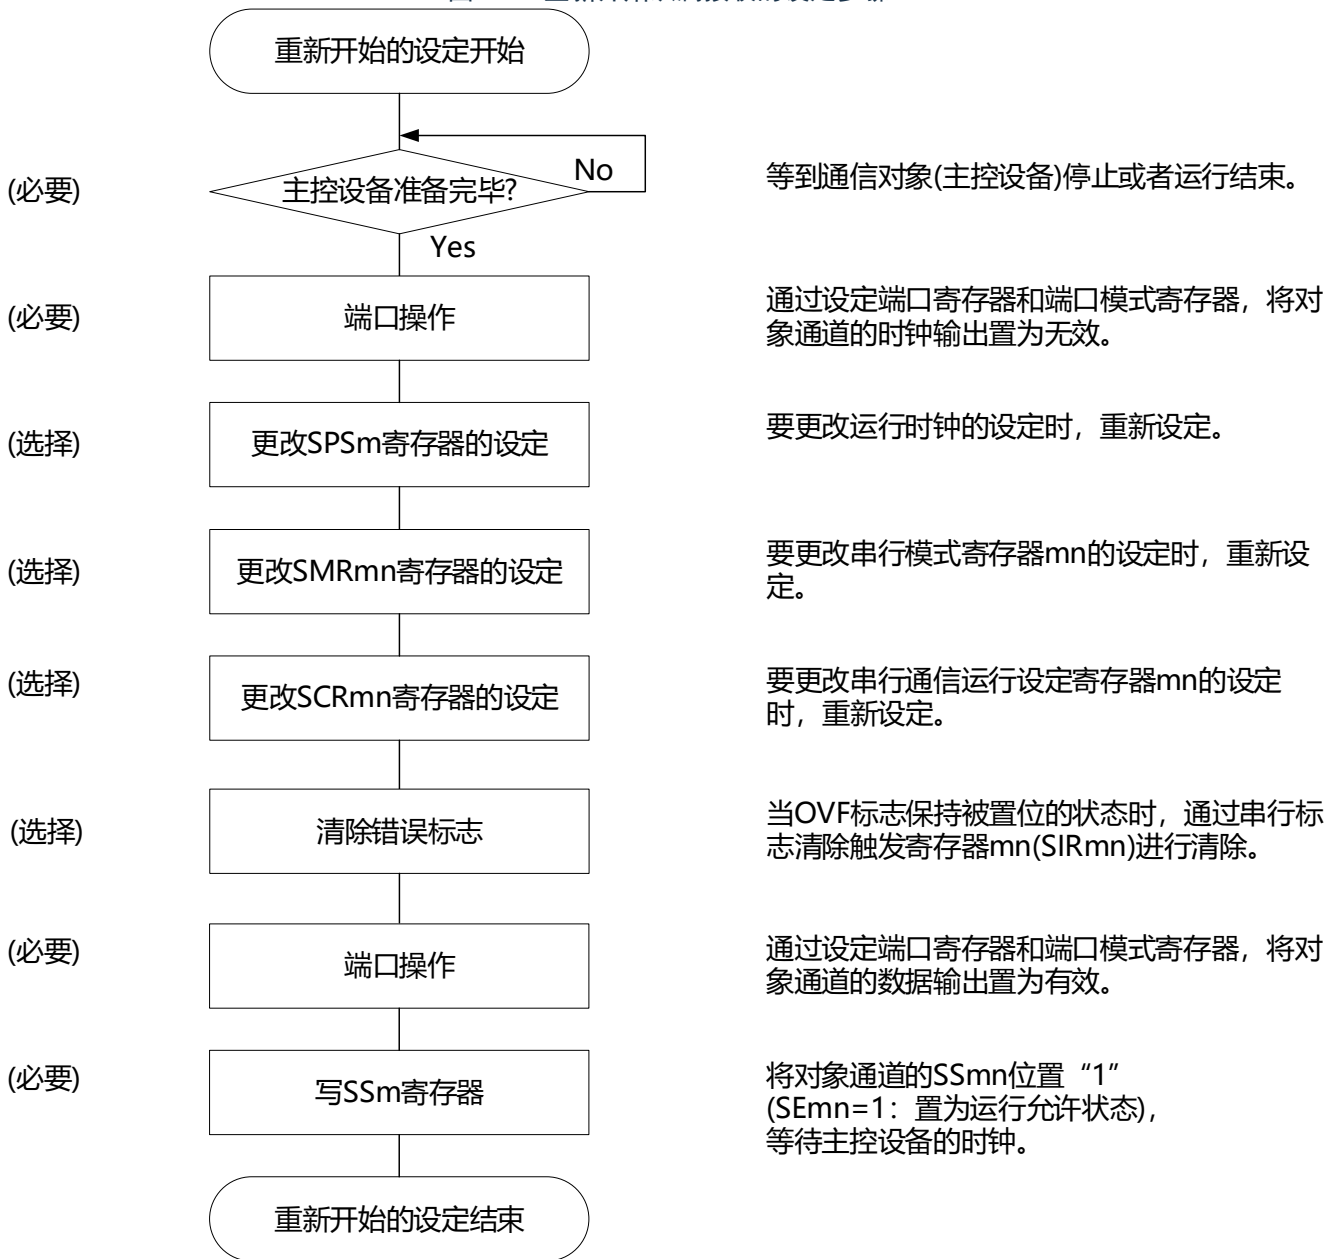 重新开始的设定开始
(必要)
主控设备准备完毕?
No
等到通信对象(主控设备)停止或者运行结束。
Yes
(必要)
端口操作
通过设定端口寄存器和端口模式寄存器，将对
象通道的时钟输出置为无效。
(选择)
更改SPSm寄存器的设定
要更改运行时钟的设定时，重新设定。
(选择)
更改SMRmn寄存器的设定
要更改串行模式寄存器mn的设定时，重新设
定。
(选择)
更改SCRmn寄存器的设定
要更改串行通信运行设定寄存器mn的设定
时，重新设定。
(选择)
清除错误标志
当OVF标志保持被置位的状态时，通过串行标
志清除触发寄存器mn(SIRmn)进行清除。
(必要)
端口操作
通过设定端口寄存器和端口模式寄存器，将对
象通道的数据输出置为有效。
(必要)
写SSm寄存器
将对象通道的SSmn位置“1”
(SEmn=1：置为运行允许状态)，
等待主控设备的时钟。
重新开始的设定结束